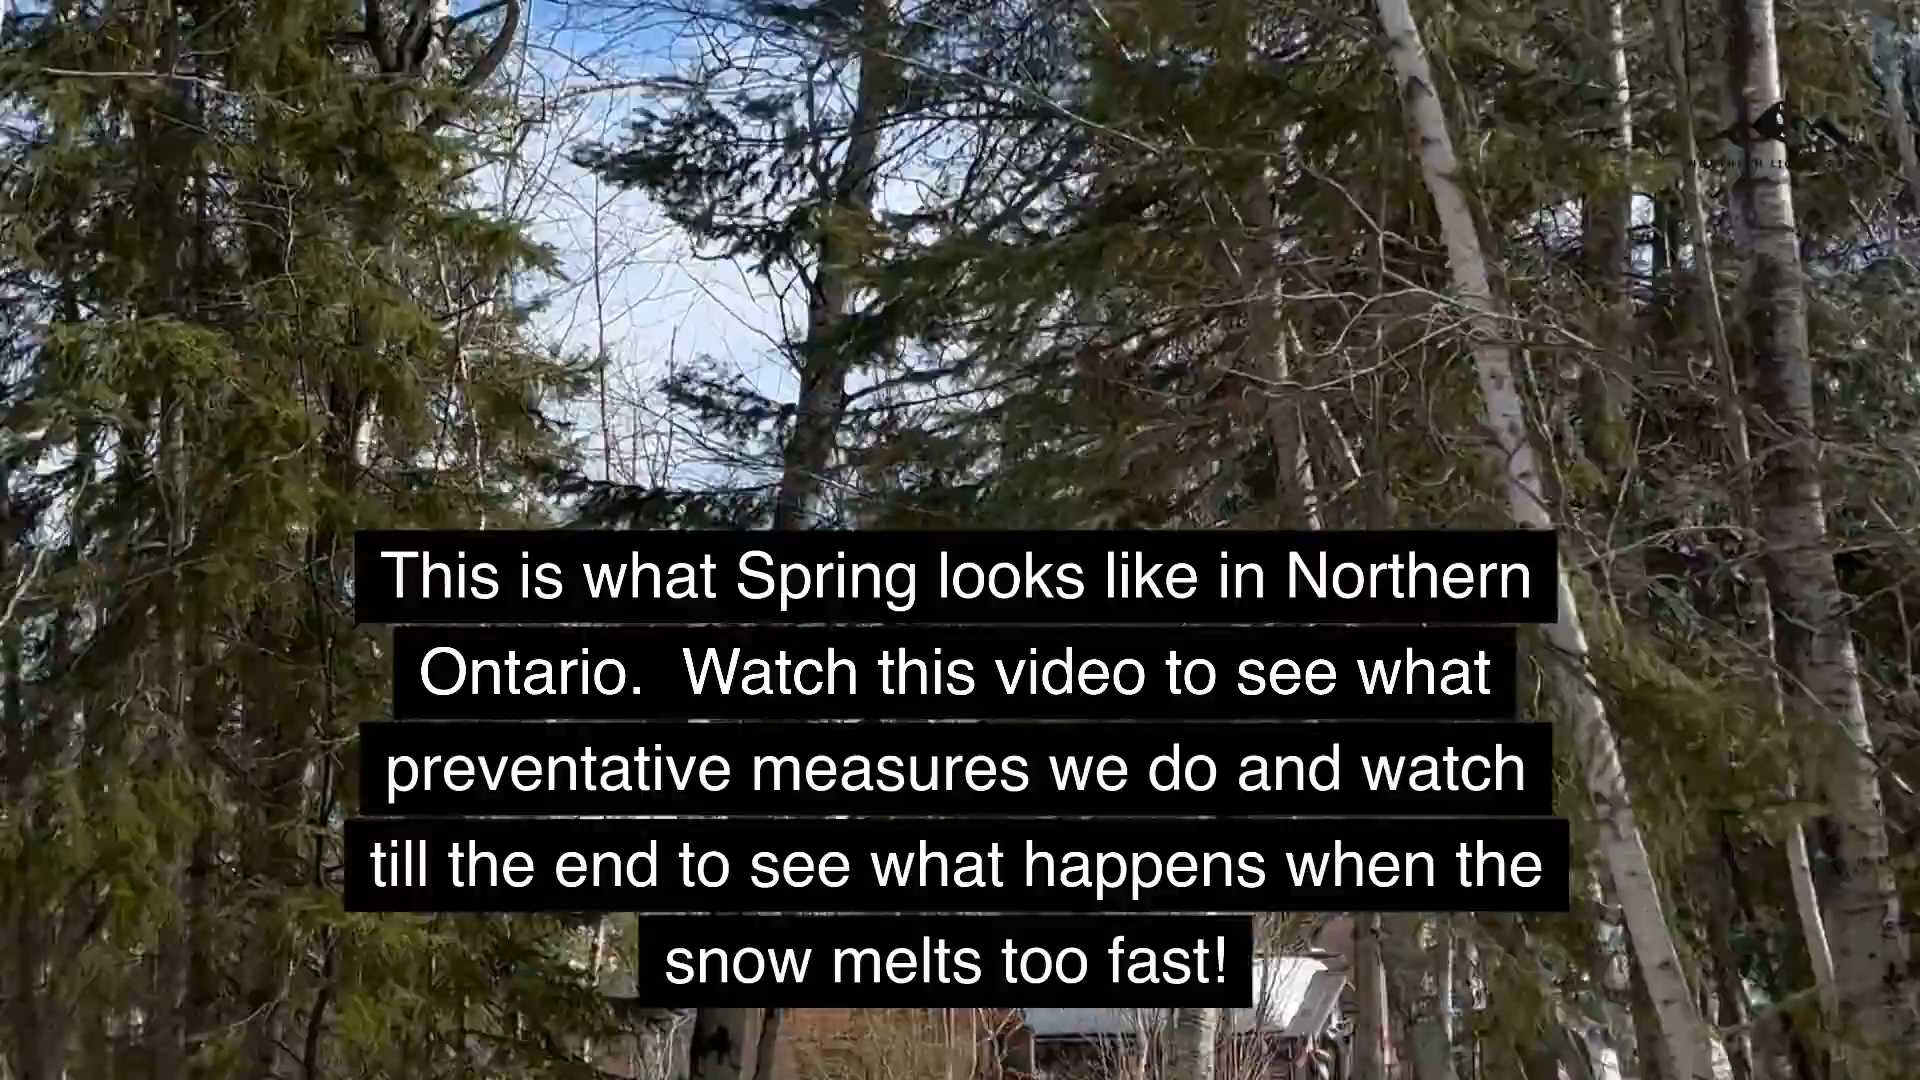 This is what Spring looks like in Northern
Ontario.  Watch this video to see what
preventative measures we do and watch
till the end to see what happens when the
snow melts too fast!